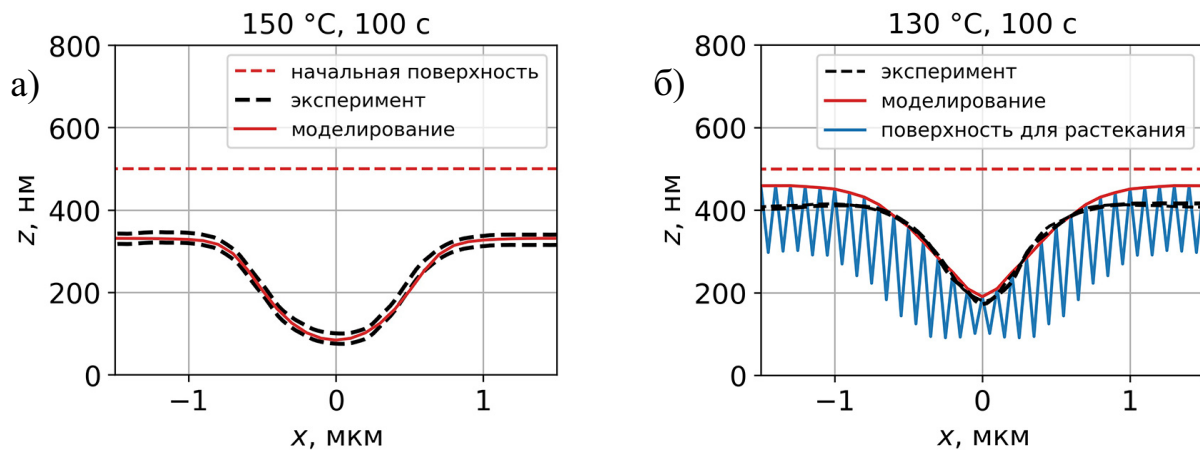 150 °C, 100 с
а)
800
600
400
200
0
z, нм
−1
0
1
x, мкм
начальная поверхность
эксперимент
моделирование
130 °C, 100 с
б)
800
600
400
200
0
z, нм
−1
0
1
x, мкм
эксперимент
моделирование
поверхность для растекания